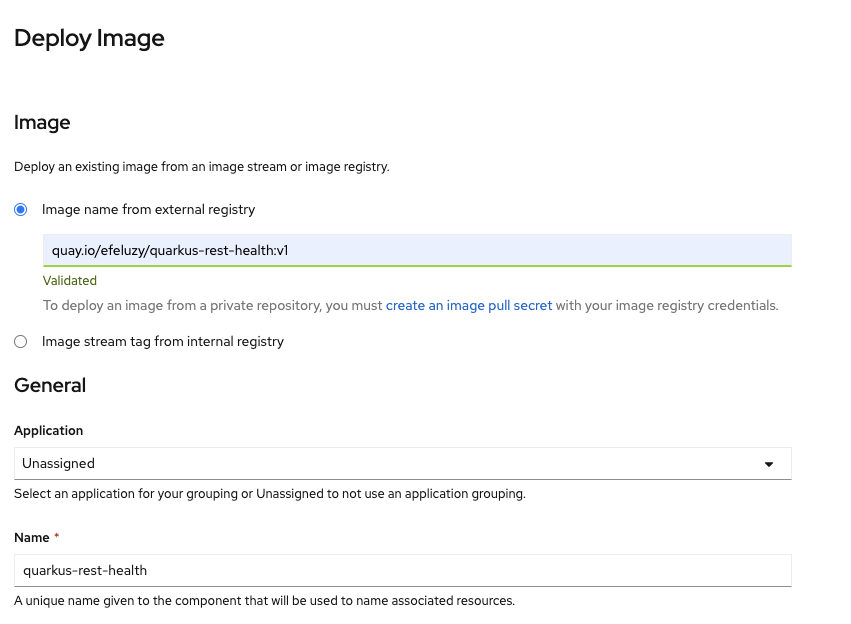 Deploy Image
Image
Deploy an existing image from an image stream or image registry.
Image name from external registry
quay.io/efeluzy/quarkus-rest-health:v1
Validated
To deploy an image from a private repository, you must create an image pull secret with your image registry credentials.
Image stream tag from internal registry
General
Application
Unassigned
Select an application for your grouping or Unassigned to not use an application grouping.
Name *
quarkus-rest-health
A unique name given to the component that will be used to name associated resources.